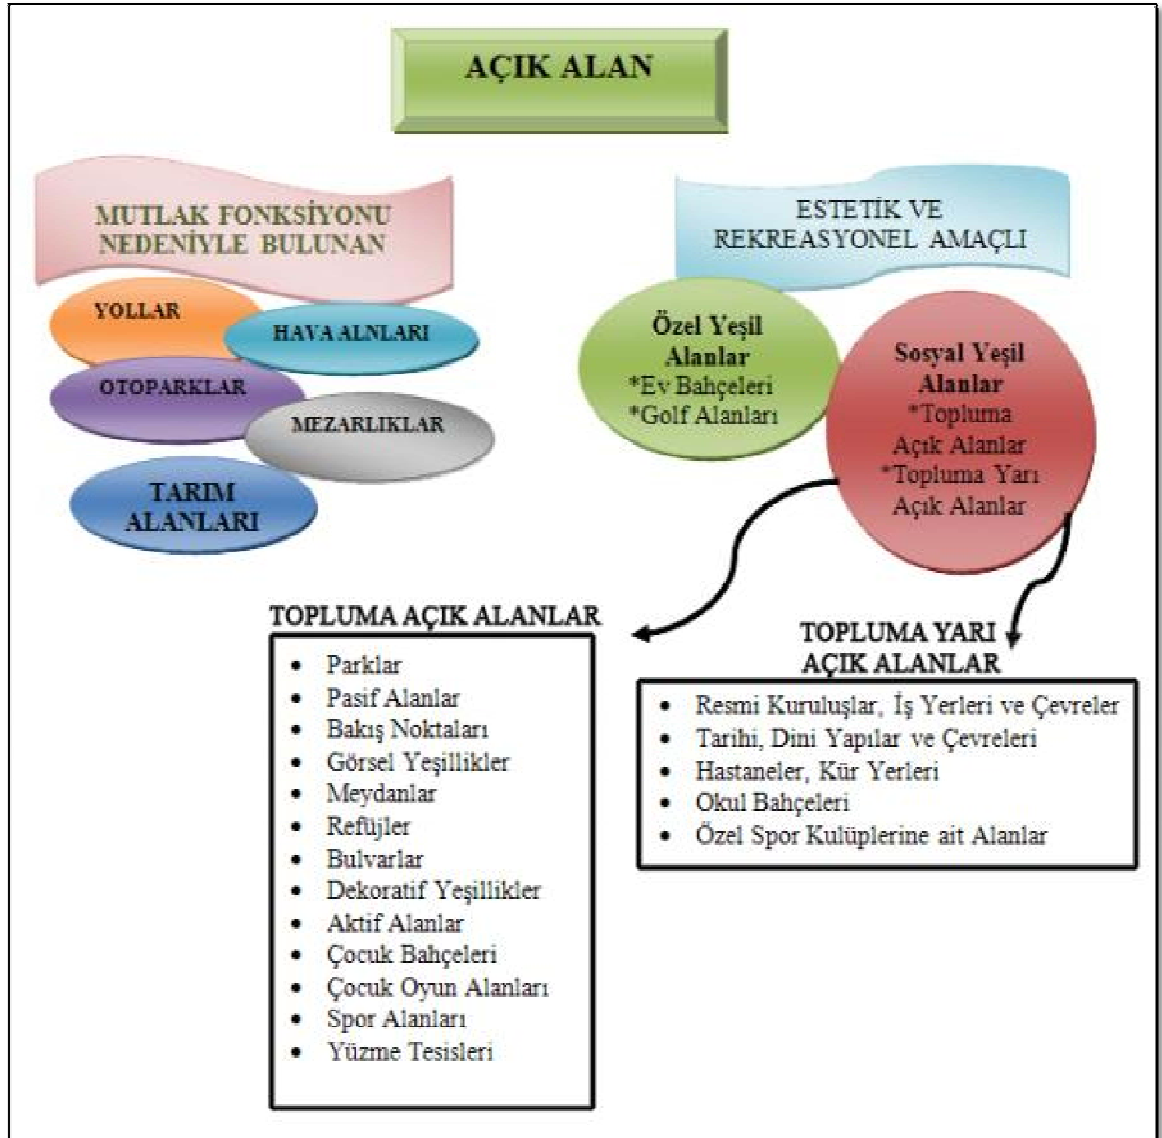 AÇIK ALAN
MUTLAK FONKSİYONU
NEDENİYLE BULUNAN
YOLLAR
HAVA ALNLARI
OTOPARKLAR
MEZARLIKLAR
TARIM
ALANLARI
ESTETİK VE
REKREASYONEL AMAÇLI
Özel Yeşil
Alanlar
*Ev Bahçeleri
*Golf Alanları
Sosyal Yeşil
Alanlar
*Topluma
Açık Alanlar
*Topluma Yarı
Açık Alanlar
TOPLUMA AÇIK ALANLAR
• Parklar
• Pasif Alanlar
• Bakış Noktaları
• Görsel Yeşillikler
• Meydanlar
• Refüjler
• Bulvarlar
• Dekoratif Yeşillikler
• Aktif Alanlar
• Çocuk Bahçeleri
• Çocuk Oyun Alanları
• Spor Alanları
• Yüzme Tesisleri
TOPLUMA YARI
AÇIK ALANLAR
• Resmi Kuruluşlar, İş Yerleri ve Çevreler
• Tarihi, Dini Yapılar ve Çevreleri
• Hastaneler, Kür Yerleri
• Okul Bahçeleri
• Özel Spor Kulüplerine ait Alanlar